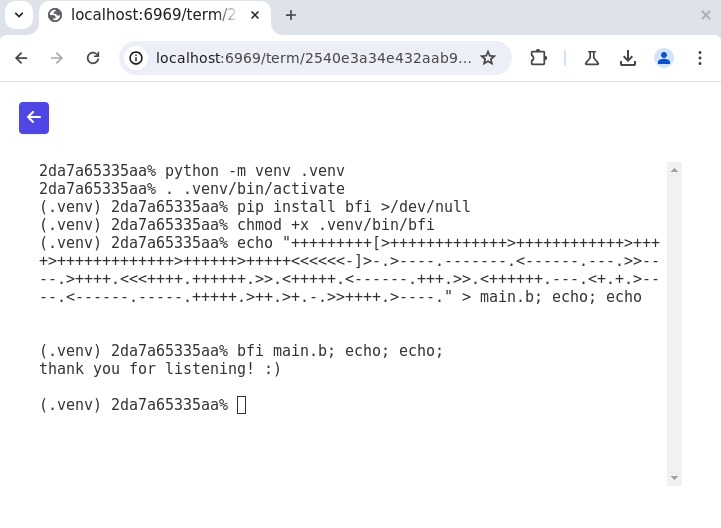 localhost:6969/term/2
localhost:6969/term/2540e3a34e432aab9...
2da7a65335aa% python -m venv .venv
2da7a65335aa% . .venv/bin/activate
(.venv) 2da7a65335aa% pip install bfi >/dev/null
(.venv) 2da7a65335aa% chmod +x .venv/bin/bfi
(.venv) 2da7a65335aa% echo "+++++++++[>+++++++++++++>++++++++++++>+++
+>+++++++++++++>++++++>+++++<<<<<<-]>-.>----.-------.<------.---.>>--
--.>++++.<<<++++.++++++.>>.<+++++.<------.+++.>>.<++++++.---.<+.+.>--
--.<------.-----.+++++.>++.>+.-.>>++++.>----." > main.b; echo; echo
(.venv) 2da7a65335aa% bfi main.b; echo; echo;
thank you for listening! :)
(.venv) 2da7a65335aa%